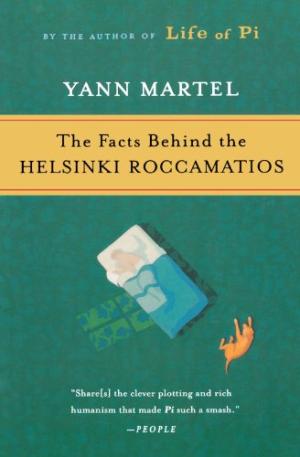 BY THE AUTHOR OF Life of Pi
YANN MARTEL
The Facts Behind the
HELSINKI ROCCAMATIOS
"Share[s] the clever plotting and rich
humanism that made Pi such a smash."
—PEOPLE